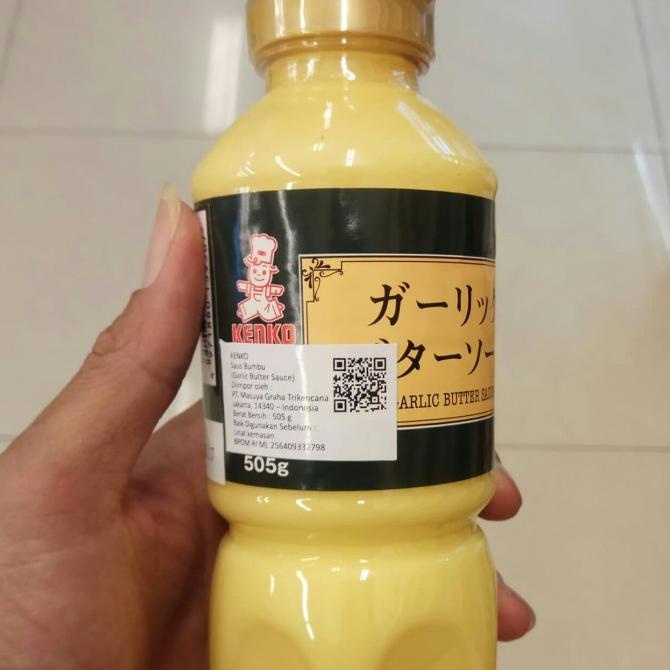 KENKO
ガーリック
ターソー
GARLIC BUTTER SAUC
KENKO
Saus Bumbu
(Garlic Butter Sauce)
Diimpor oleh :
PT. Masuya Graha Trikencana
Jakarta, 14340 – Indonesia
Berat Bersih : 505 g
Baik Digunakan Sebelum :
Lihat kemasan
BPOM RI ML 256409332798
505g